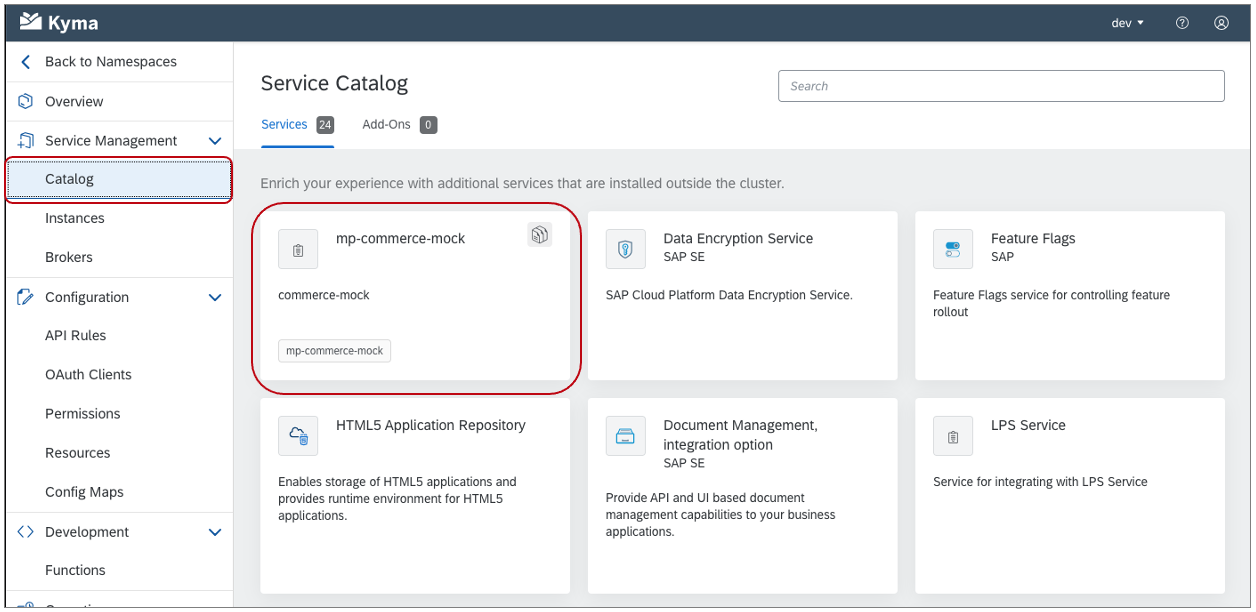 Kyma
dev
Back to Namespaces
Overview
Service Management
Catalog
Instances
Brokers
Configuration
API Rules
OAuth Clients
Permissions
Resources
Config Maps
Development
Functions
Service Catalog
Search
Services 24
Add-Ons 0
Enrich your experience with additional services that are installed outside the cluster.
mp-commerce-mock
commerce-mock
mp-commerce-mock
Data Encryption Service
SAP SE
SAP Cloud Platform Data Encryption Service.
Feature Flags
SAP
Feature Flags service for controlling feature
rollout
HTML5 Application Repository
Enables storage of HTML5 applications and
provides runtime environment for HTML5
applications.
Document Management,
integration option
SAP SE
Provide API and UI based document
management capabilities to your business
applications.
LPS Service
Service for integrating with LPS Service